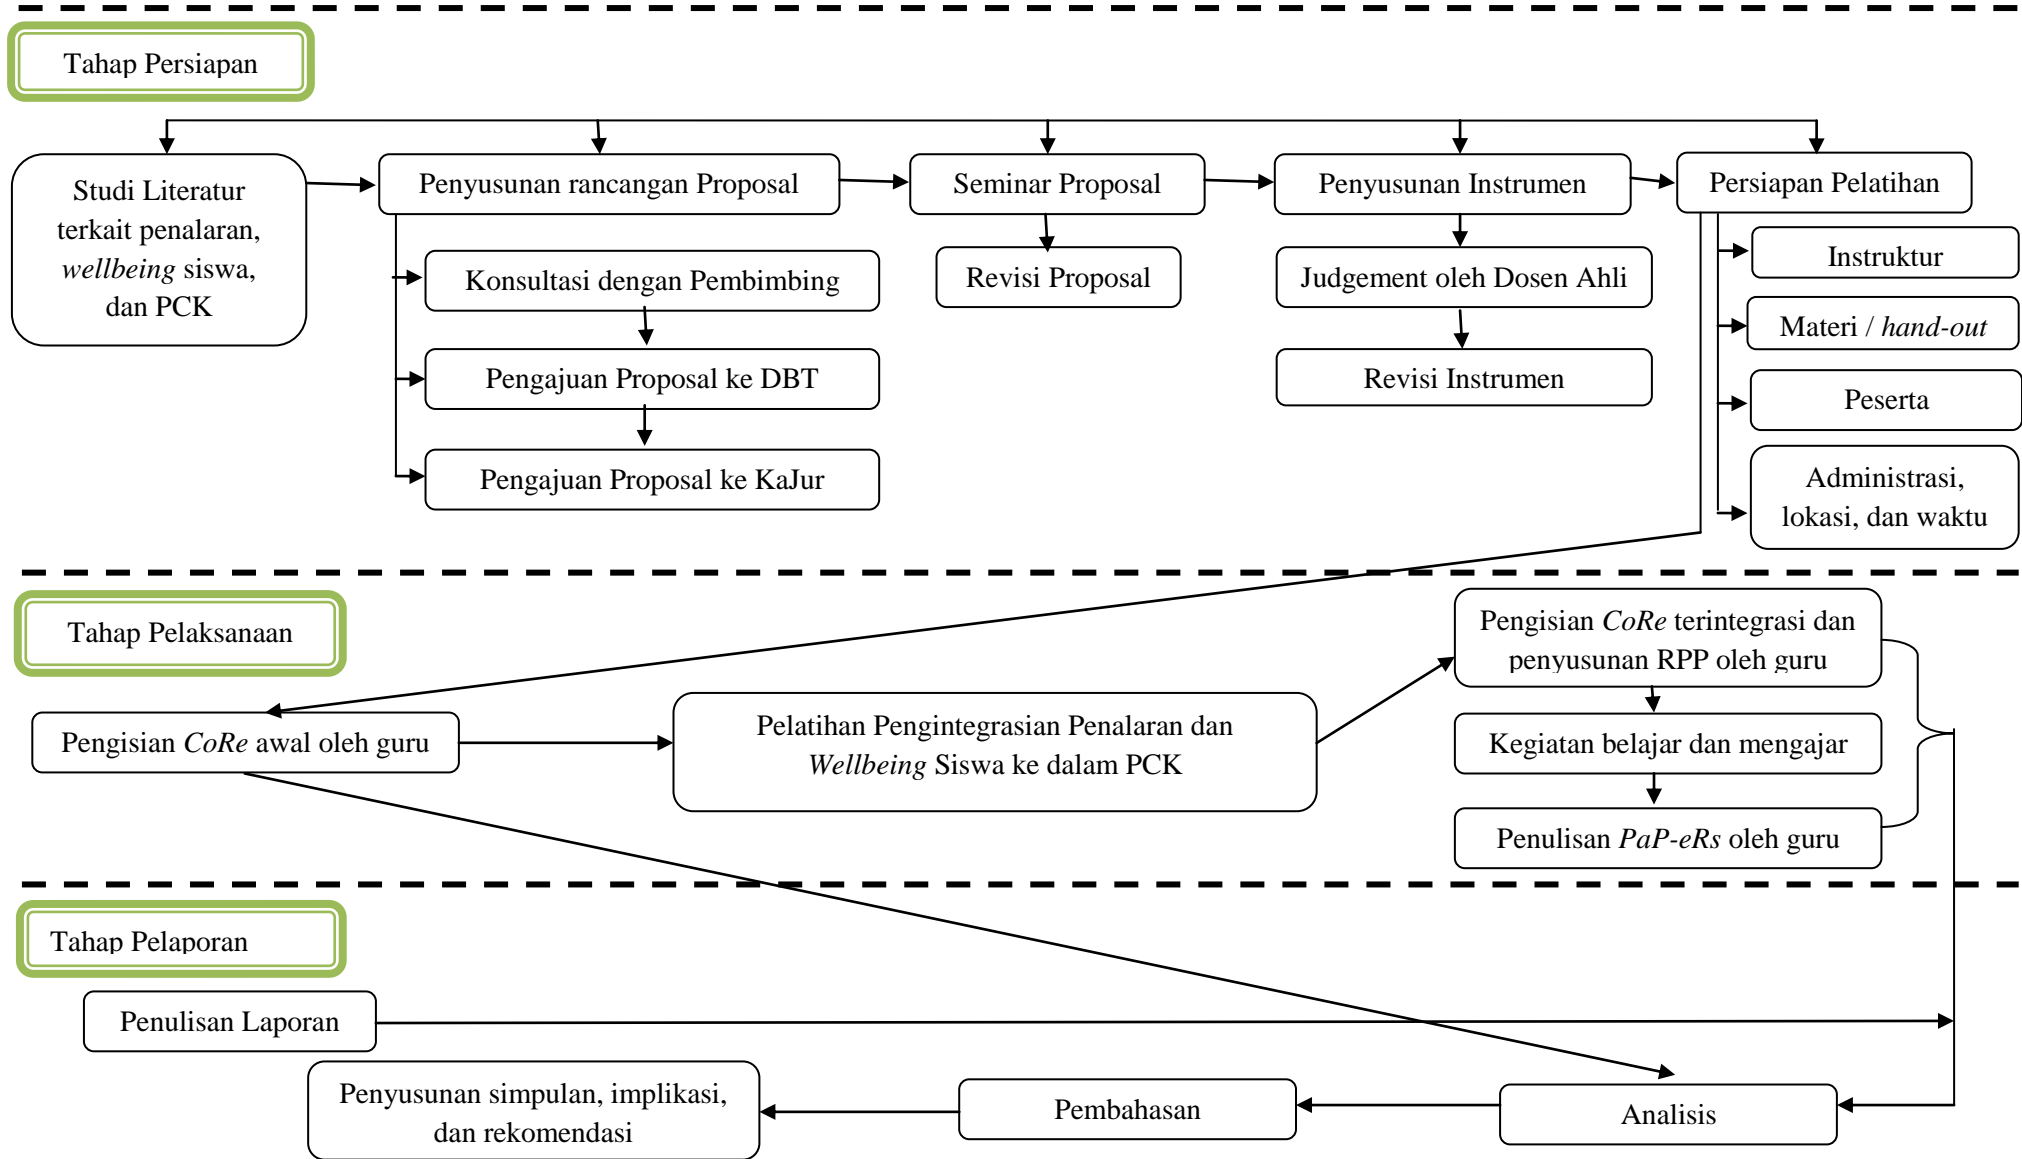 Tahap Persiapan
Studi Literatur
terkait penalaran,
wellbeing siswa,
dan PCK
Penyusunan rancangan Proposal
Konsultasi dengan Pembimbing
Pengajuan Proposal ke DBT
Pengajuan Proposal ke KaJur
Seminar Proposal
Revisi Proposal
Penyusunan Instrumen
Judgement oleh Dosen Ahli
Revisi Instrumen
Persiapan Pelatihan
Instruktur
Materi / hand-out
Peserta
Administrasi,
lokasi, dan waktu
Tahap Pelaksanaan
Pengisian CoRe awal oleh guru
Pelatihan Pengintegrasian Penalaran dan
Wellbeing Siswa ke dalam PCK
Pengisian CoRe terintegrasi dan
penyusunan RPP oleh guru
Kegiatan belajar dan mengajar
Penulisan PaP-eRs oleh guru
Tahap Pelaporan
Penulisan Laporan
Penyusunan simpulan, implikasi,
dan rekomendasi
Pembahasan
Analisis